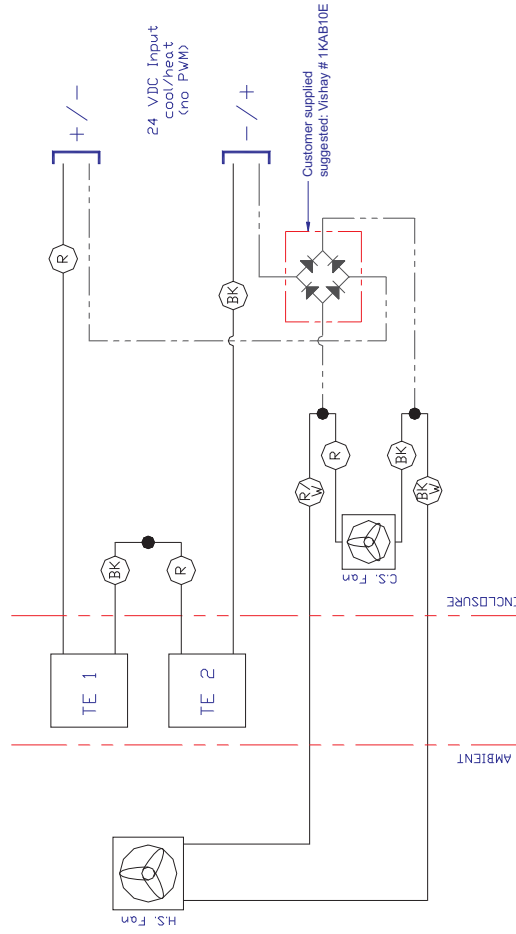 +/-
24 VDC Input
cool/heat
(no PWM)
-/+
Customer supplied
suggested: Vishay # 1KAB10E
R
BK
BK
R
TE 1
TE 2
R/
W
R
BK
BK
W
C.S. Fan
H.S. Fan
NCLOSURE
AMBIENT